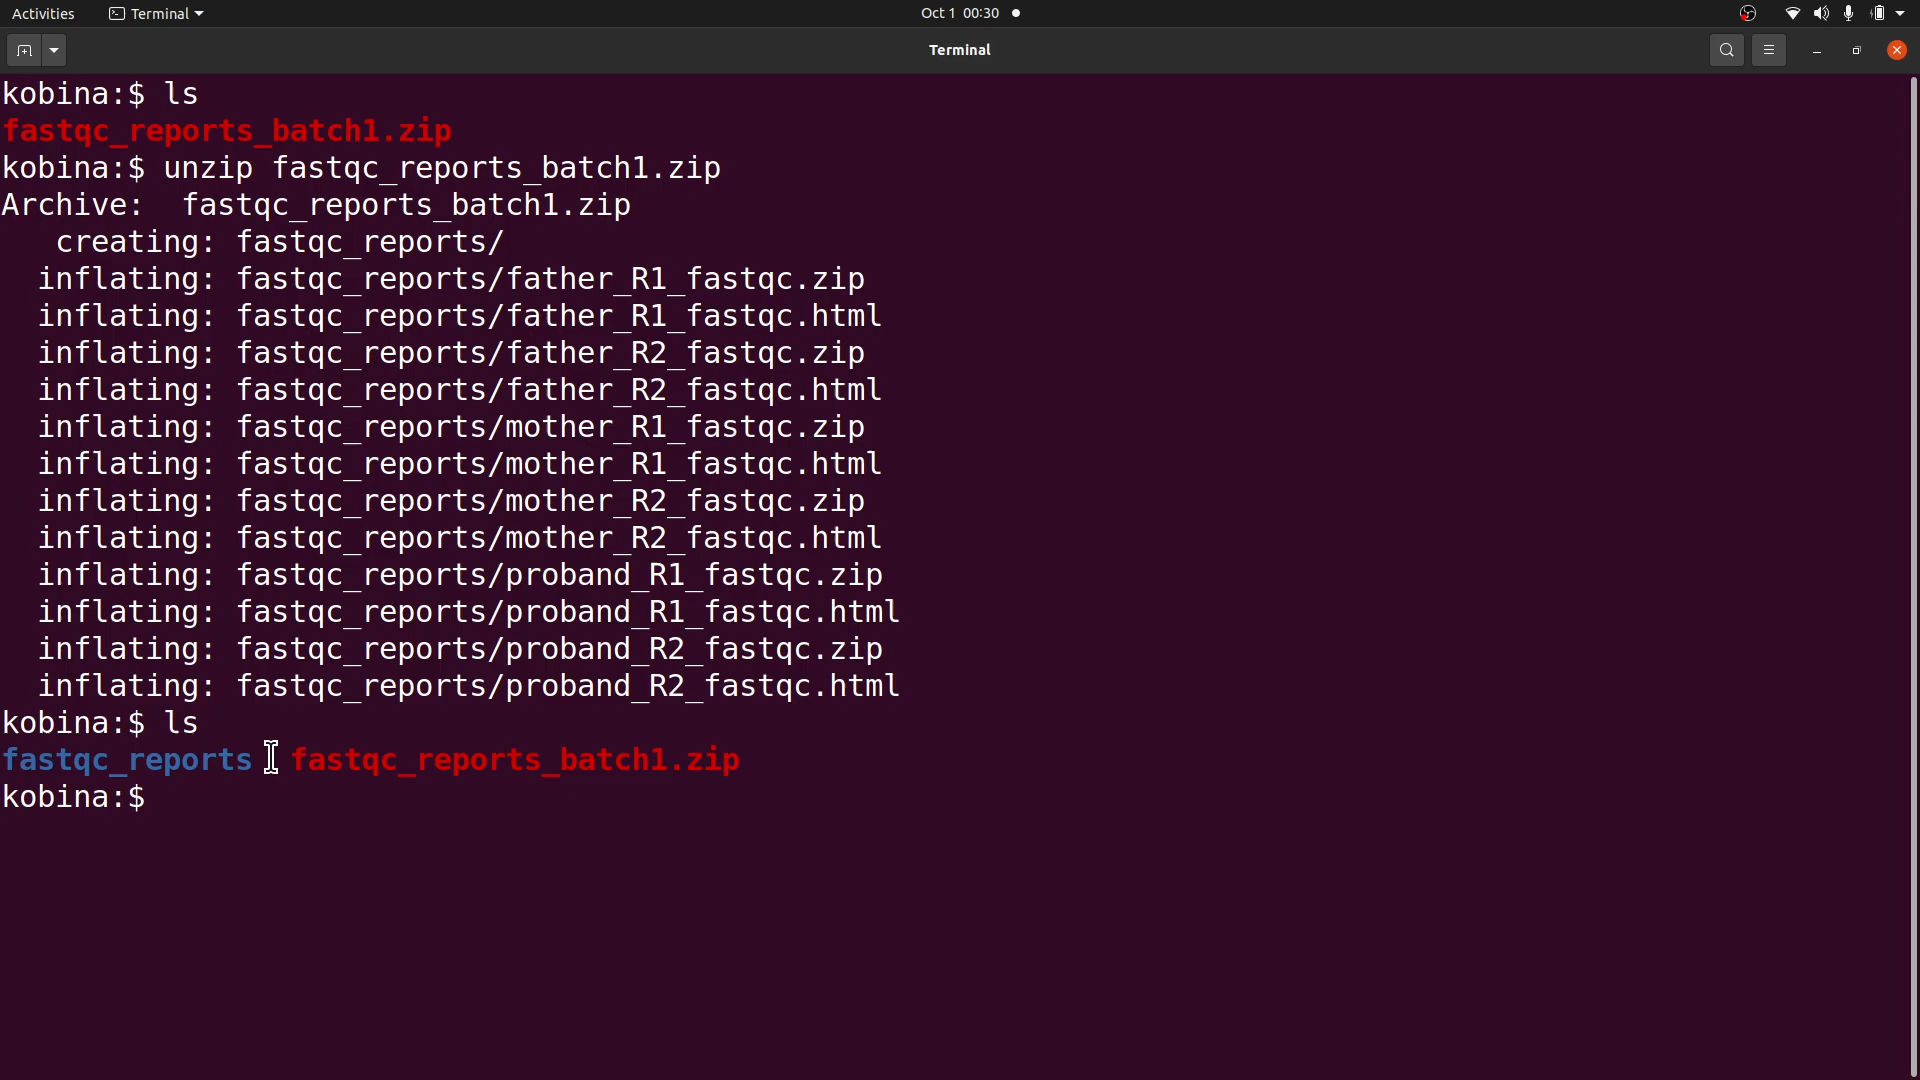 Activities Terminal Oct 1 00:30
Terminal
kobina:$ ls
fastqc_reports_batch1.zip
kobina:$ unzip fastqc_reports_batch1.zip
Archive:  fastqc_reports_batch1.zip
   creating: fastqc_reports/
  inflating: fastqc_reports/father_R1_fastqc.zip
  inflating: fastqc_reports/father_R1_fastqc.html
  inflating: fastqc_reports/father_R2_fastqc.zip
  inflating: fastqc_reports/father_R2_fastqc.html
  inflating: fastqc_reports/mother_R1_fastqc.zip
  inflating: fastqc_reports/mother_R1_fastqc.html
  inflating: fastqc_reports/mother_R2_fastqc.zip
  inflating: fastqc_reports/mother_R2_fastqc.html
  inflating: fastqc_reports/proband_R1_fastqc.zip
  inflating: fastqc_reports/proband_R1_fastqc.html
  inflating: fastqc_reports/proband_R2_fastqc.zip
  inflating: fastqc_reports/proband_R2_fastqc.html
kobina:$ ls
fastqc_reports  fastqc_reports_batch1.zip
kobina:$